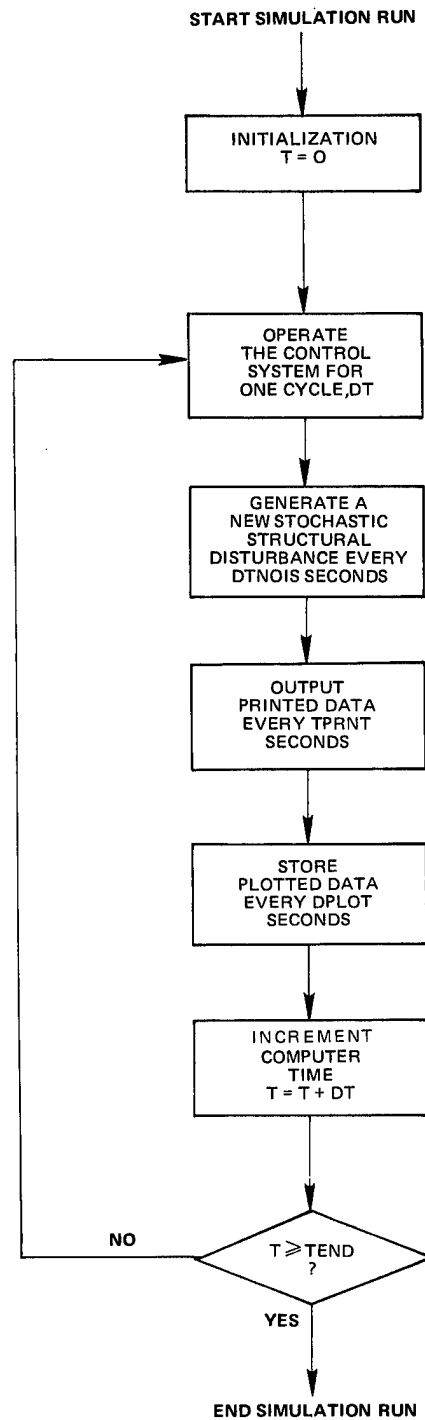 START SIMULATION RUN
INITIALIZATION
T = O
OPERATE
THE CONTROL
SYSTEM FOR
ONE CYCLE,DT
GENERATE A
NEW STOCHASTIC
STRUCTURAL
DISTURBANCE EVERY
DTNOIS SECONDS
OUTPUT
PRINTED DATA
EVERY TPRNT
SECONDS
STORE
PLOTTED DATA
EVERY DPLOT
SECONDS
INCREMENT
COMPUTER
TIME
T = T + DT
NO
T ⩾ TEND
?
YES
END SIMULATION RUN